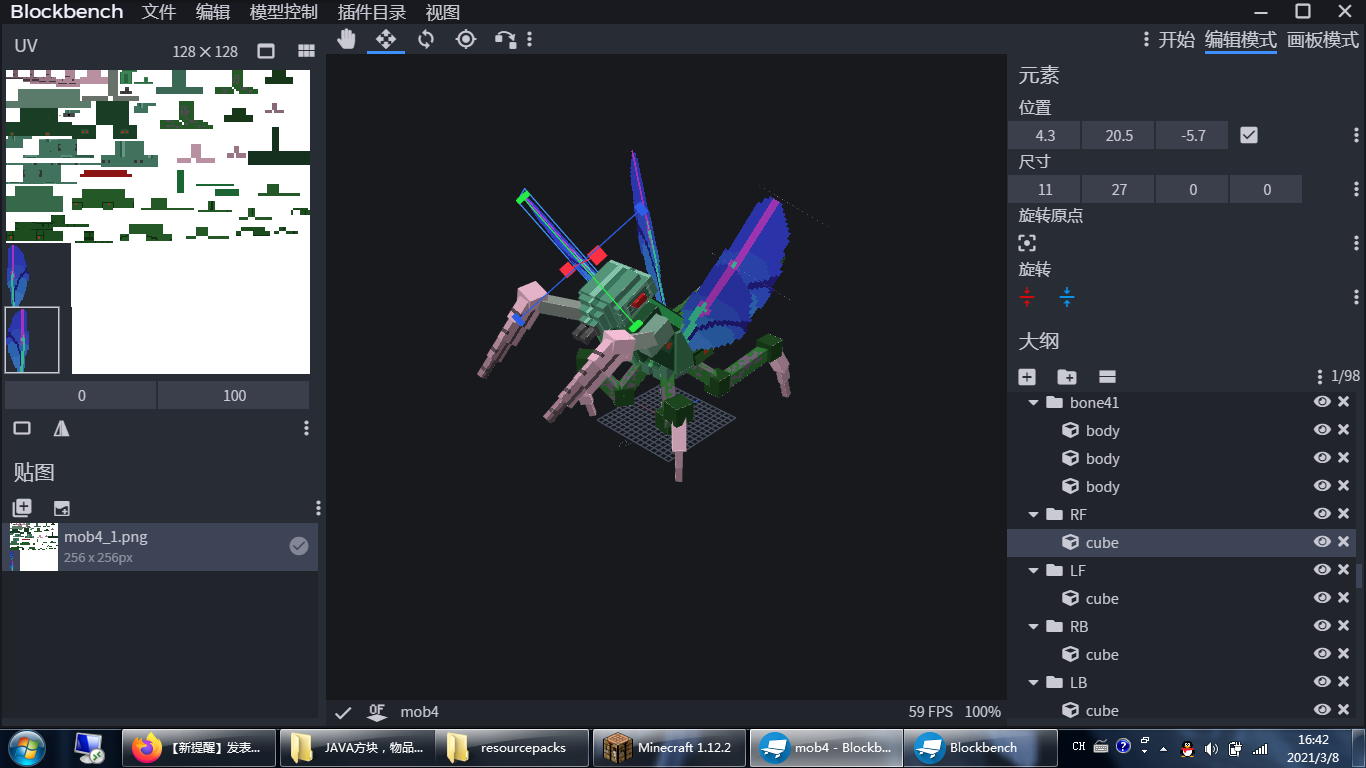 Blockbench 文件 编辑 模型控制 插件目录 视图
UV
128×128
开始 编辑模式 画板模式
元素
位置
4.3 20.5 -5.7
尺寸
11 27 0 0
旋转原点
旋转
大纲
1/98
bone41
body
body
body
RF
cube
LF
cube
RB
cube
LB
cube
0 100
贴图
mob4_1.png
256 x 256px
mob4
59 FPS 100%
【新提醒】发表...
JAVA方块，物品...
resourcepacks
Minecraft 1.12.2
mob4 - Blockb...
Blockbench
CH
16:42
2021/3/8